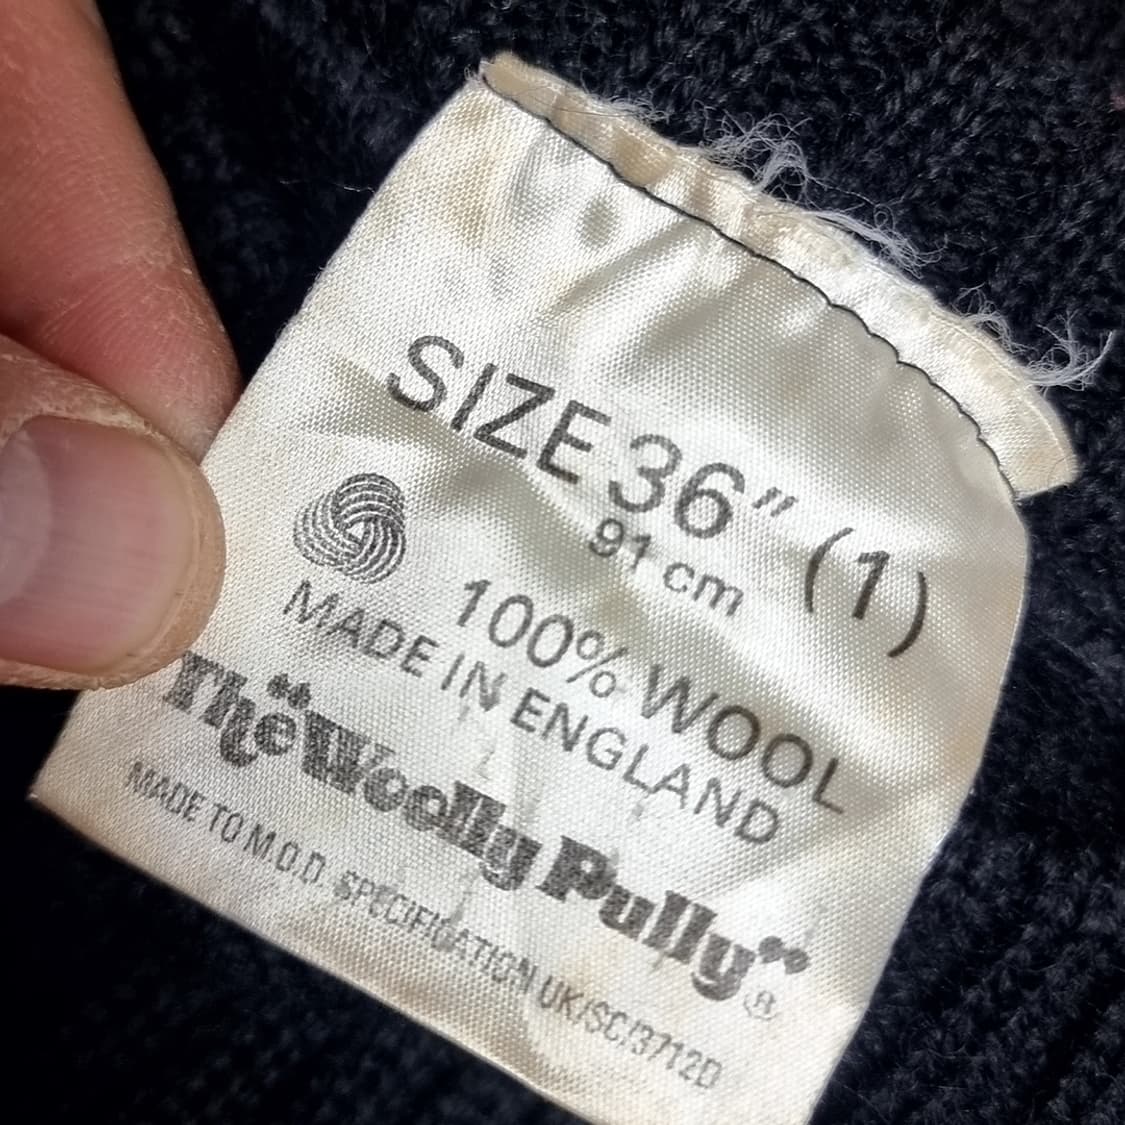 SIZE 36" (1)
91 cm
100% WOOL
MADE IN ENGLAND
The "Woolly Pully" ®
MADE TO M.O.D. SPECIFICATION UK/SC/3712D